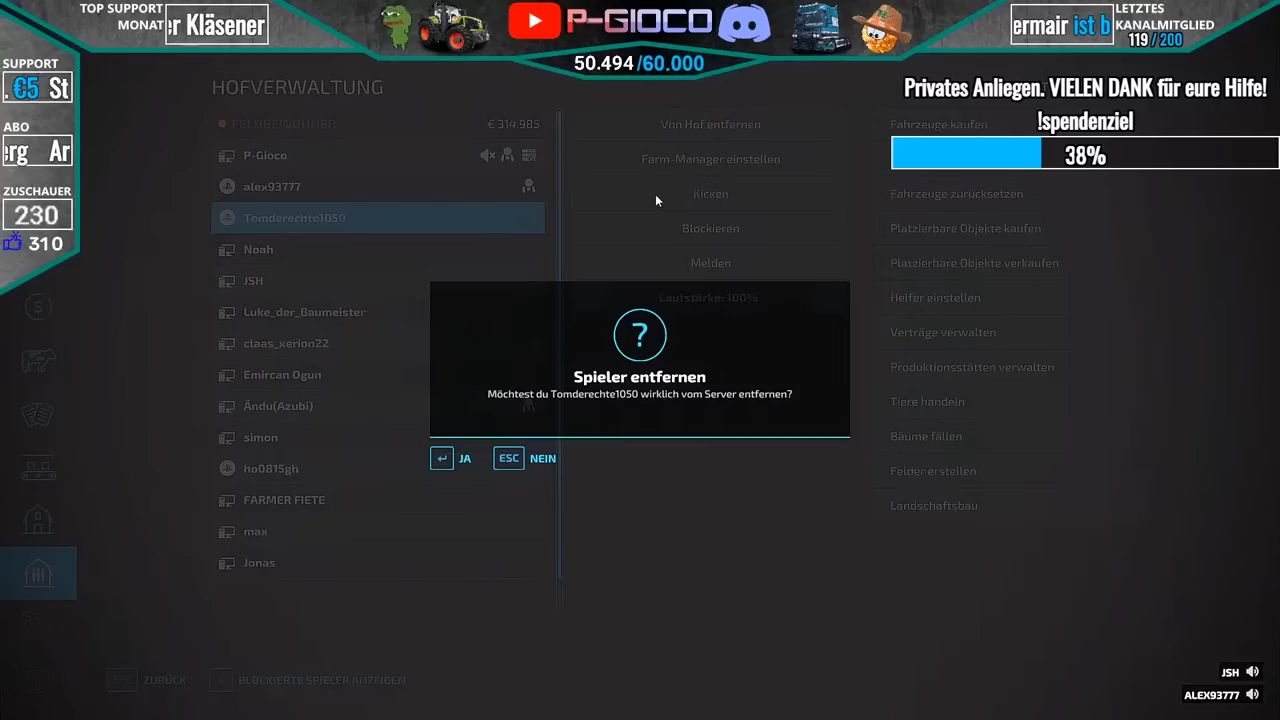 TOP SUPPORT
MONAT
er Kläsener
P-GIOCO
ermair ist b
LETZTES
KANALMITGLIED
119 / 200
50.494 /60.000
SUPPORT
. €5 St
ABO
erg Ar
ZUSCHAUER
230
310
Privates Anliegen. VIELEN DANK für eure Hilfe!
!spendenziel
38%
HOFVERWALTUNG
FELDBEWOHNER
€ 314.985
P-Gioco
alex93777
Tomderechte1050
Noah
JSH
Luke_der_Baumeister
claas_xerion22
Emircan Ogun
Ändu(Azubi)
simon
ho0815gh
FARMER FIETE
max
Jonas
Von Hof entfernen
Farm-Manager einstellen
Kicken
Blockieren
Melden
Lautstärke: 100%
Fahrzeuge kaufen
Fahrzeuge zurücksetzen
Platzierbare Objekte kaufen
Platzierbare Objekte verkaufen
Helfer einstellen
Verträge verwalten
Produktionsstätten verwalten
Tiere handeln
Bäume fällen
Felder erstellen
Landschaftsbau
?
Spieler entfernen
Möchtest du Tomderechte1050 wirklich vom Server entfernen?
JA
ESC NEIN
ZURÜCK
BLOCKIERTE SPIELER ANZEIGEN
JSH
ALEX93777